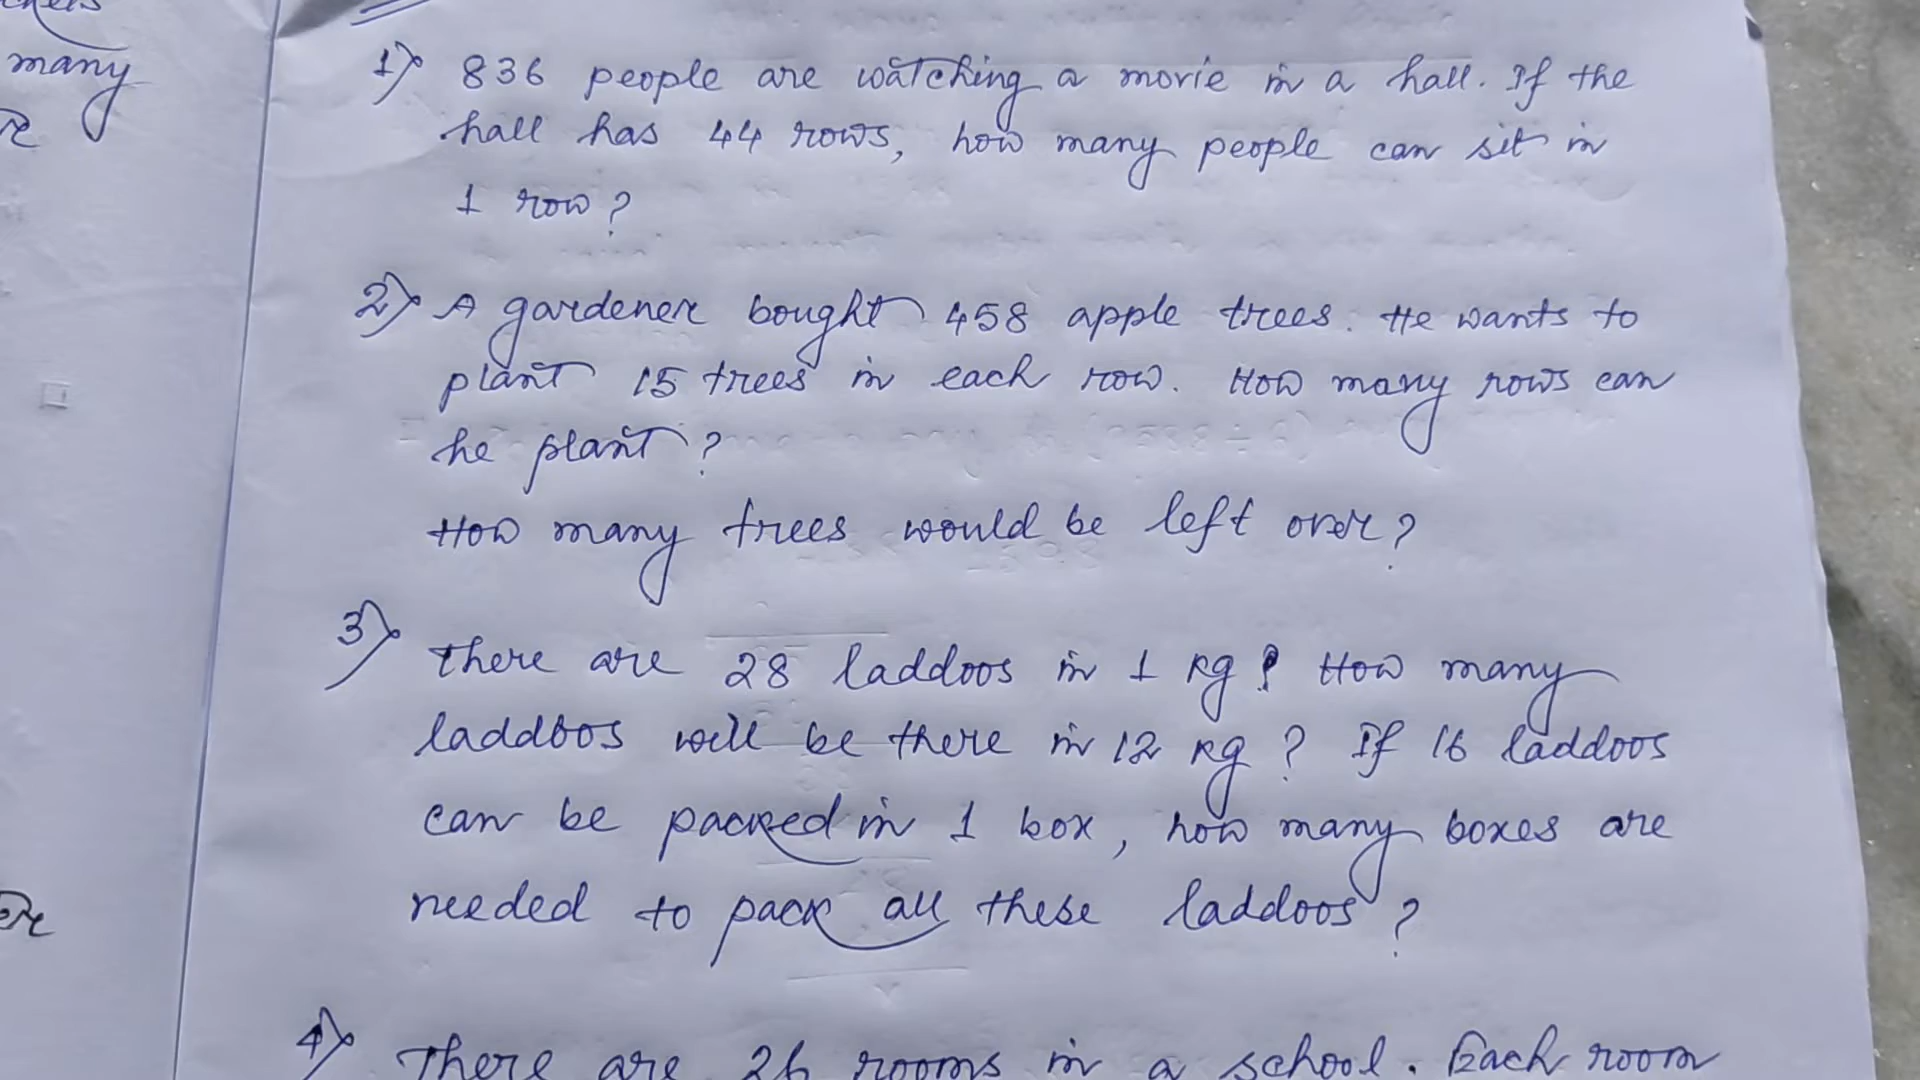 many
1) 836 people are watching a movie in a hall. If the
hall has 44 rows, how many people can sit in
1 row?
2) A gardener bought 458 apple trees. He wants to
plant 15 trees in each row. How many rows can
he plant?
How many trees would be left over?
3) There are 28 laddoos in 1 kg? How many
laddoos will be there in 12 kg? If 16 laddoos
can be packed in 1 box, how many boxes are
needed to pack all these laddoos?
4) There are 26 rooms in a school. Each room